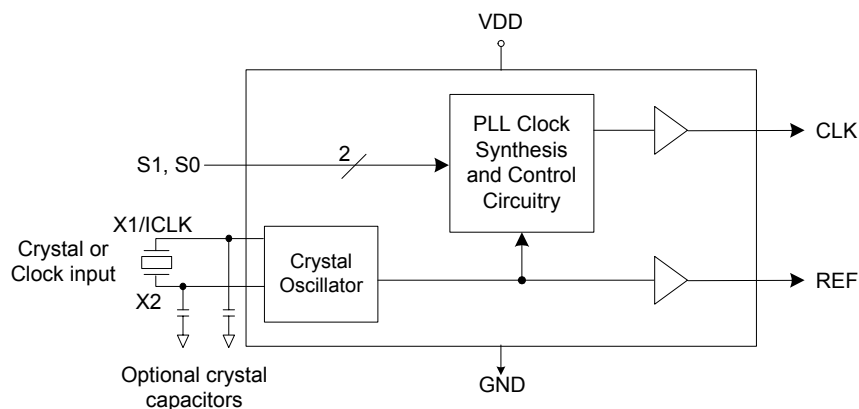 VDD
PLL Clock
Synthesis
and Control
Circuitry
CLK
2
S1, S0
X1/ICLK
Crystal or
Clock input
Crystal
Oscillator
REF
X2
Optional crystal
capacitors
GND